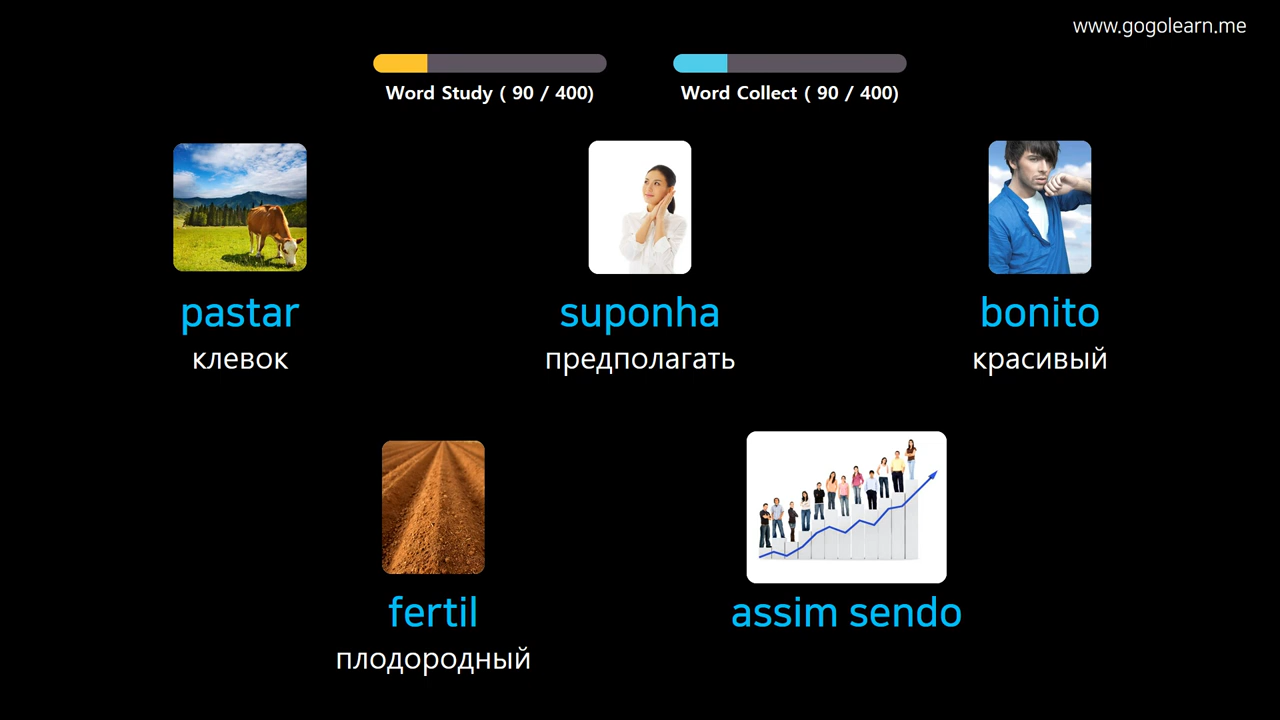 www.gogolearn.me
Word Study ( 90 / 400)
Word Collect ( 90 / 400)
pastar
клевок
suponha
предполагать
bonito
красивый
fertil
плодородный
assim sendo